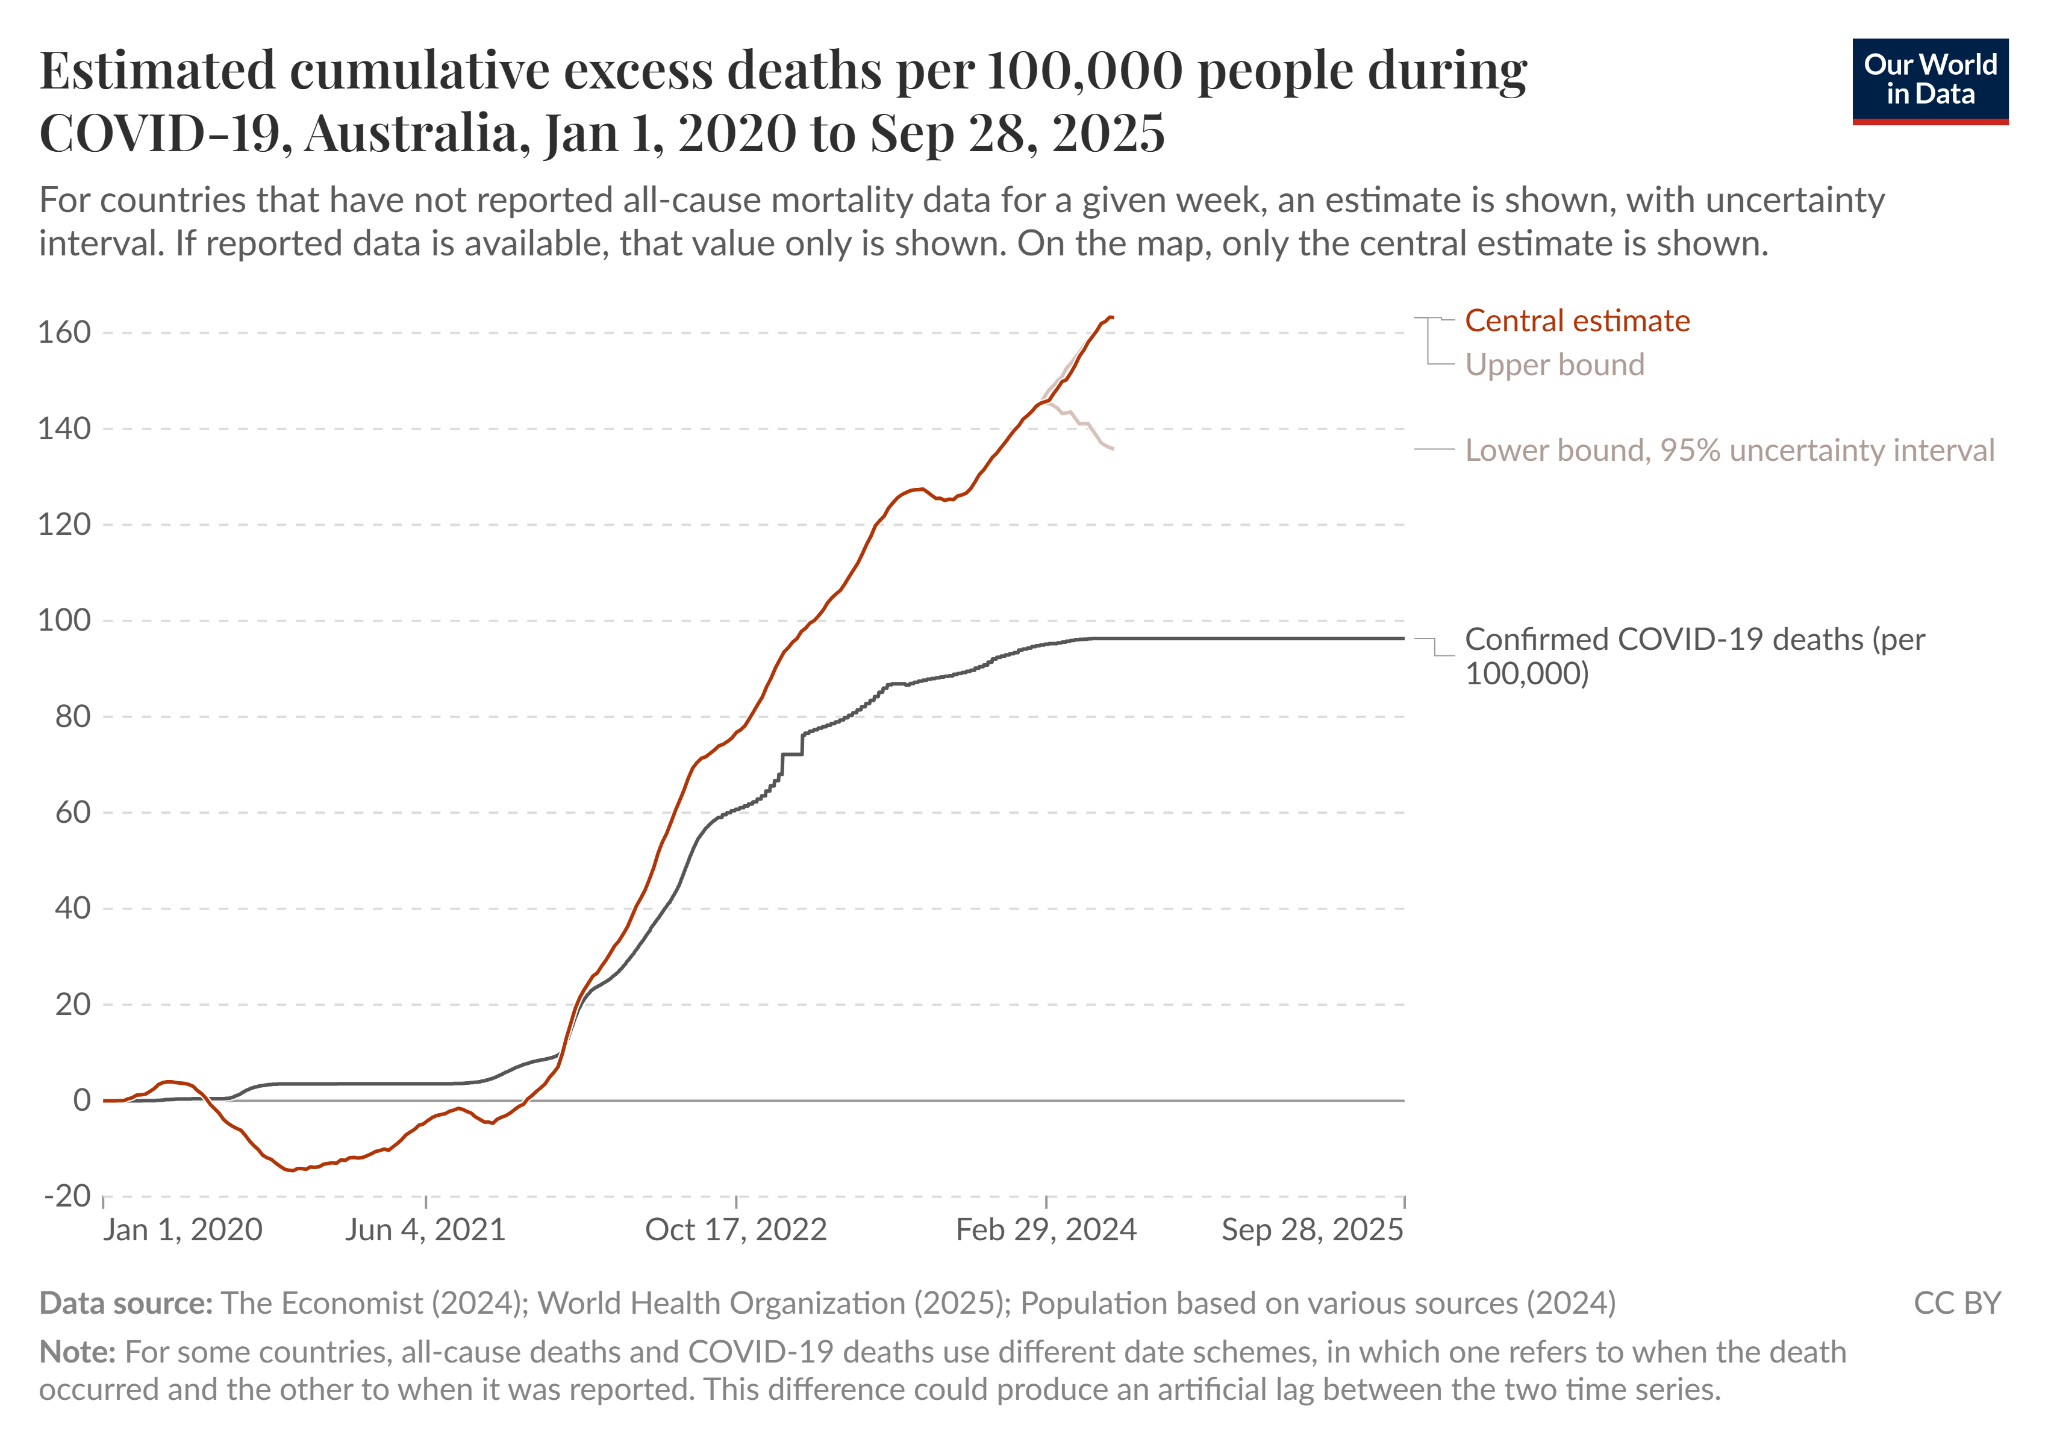 Estimated cumulative excess deaths per 100,000 people during
COVID-19, Australia, Jan 1, 2020 to Sep 28, 2025
Our World
in Data
For countries that have not reported all-cause mortality data for a given week, an estimate is shown, with uncertainty
interval. If reported data is available, that value only is shown. On the map, only the central estimate is shown.
160
140
120
100
80
60
40
20
0
-20
Central estimate
Upper bound
Lower bound, 95% uncertainty interval
Confirmed COVID-19 deaths (per
100,000)
Jan 1, 2020
Jun 4, 2021
Oct 17, 2022
Feb 29, 2024
Sep 28, 2025
Data source: The Economist (2024); World Health Organization (2025); Population based on various sources (2024)
CC BY
Note: For some countries, all-cause deaths and COVID-19 deaths use different date schemes, in which one refers to when the death
occurred and the other to when it was reported. This difference could produce an artificial lag between the two time series.